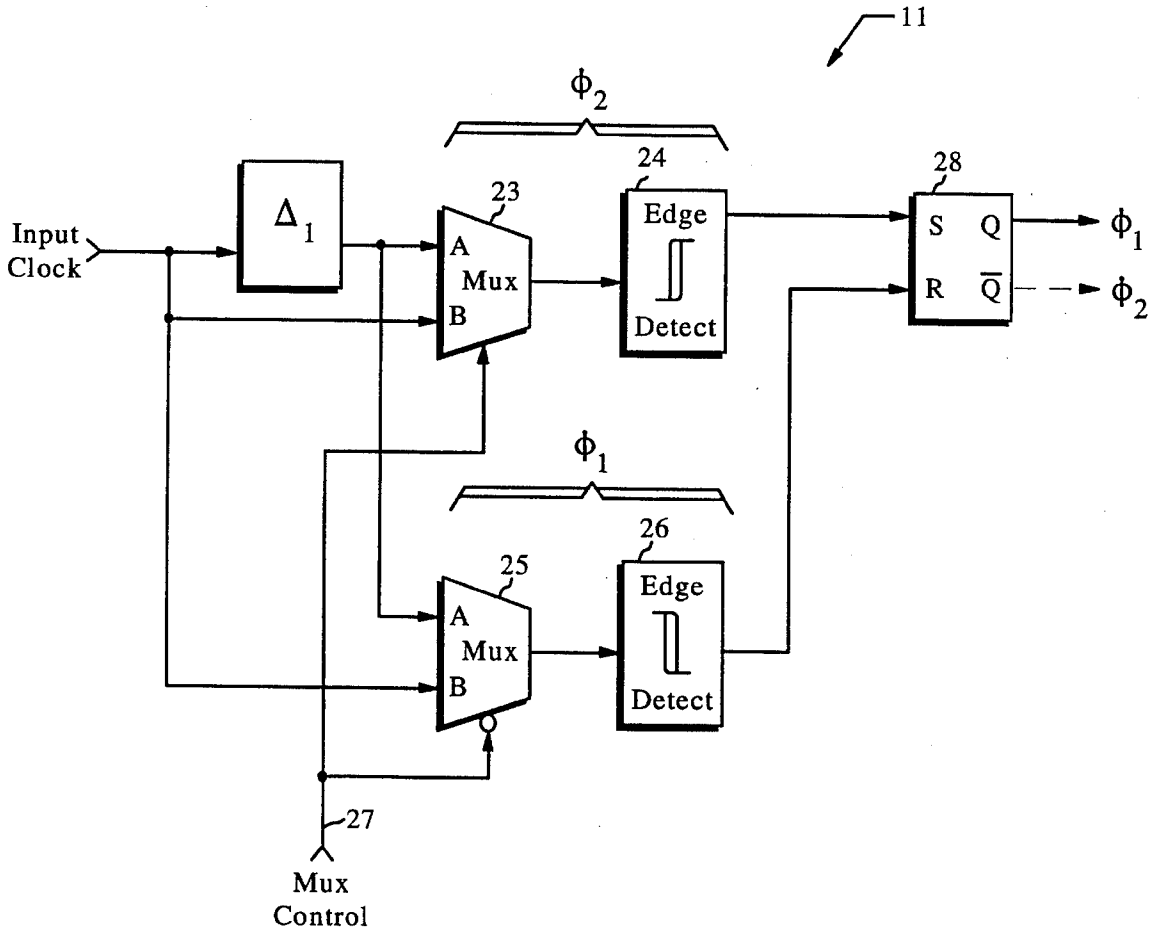 11
ϕ2
24
28
23
Δ1
Edge
S Q ϕ1
Input
Clock
A
Mux
B
R Q̅ ϕ2
Detect
ϕ1
26
25
Edge
A
Mux
B
Detect
27
Mux
Control